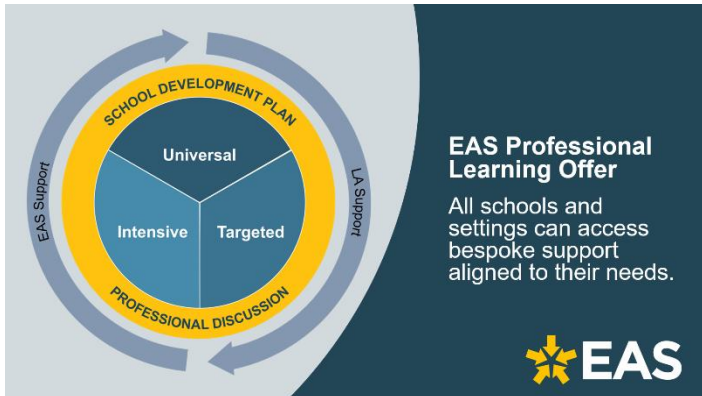 SCHOOL DEVELOPMENT PLAN
Universal
Intensive
Targeted
PROFESSIONAL DISCUSSION
EAS Support
LA Support
EAS Professional
Learning Offer
All schools and
settings can access
bespoke support
aligned to their needs.
EAS